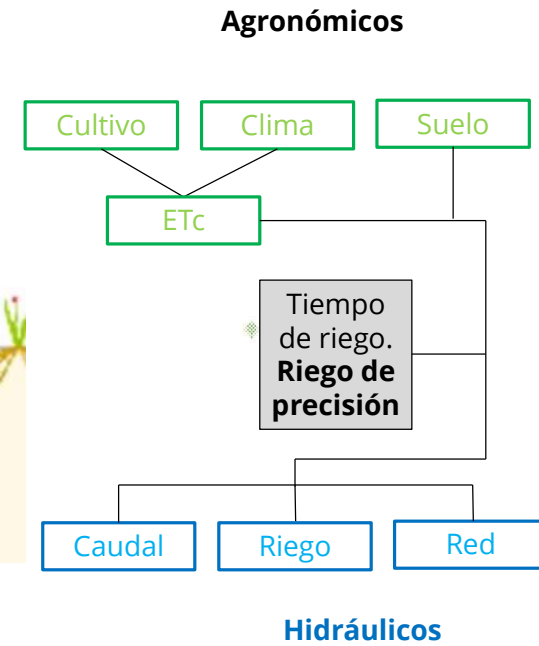 Agronómicos
Cultivo
Clima
Suelo
ETc
Tiempo
de riego.
Riego de
precisión
Caudal
Riego
Red
Hidráulicos